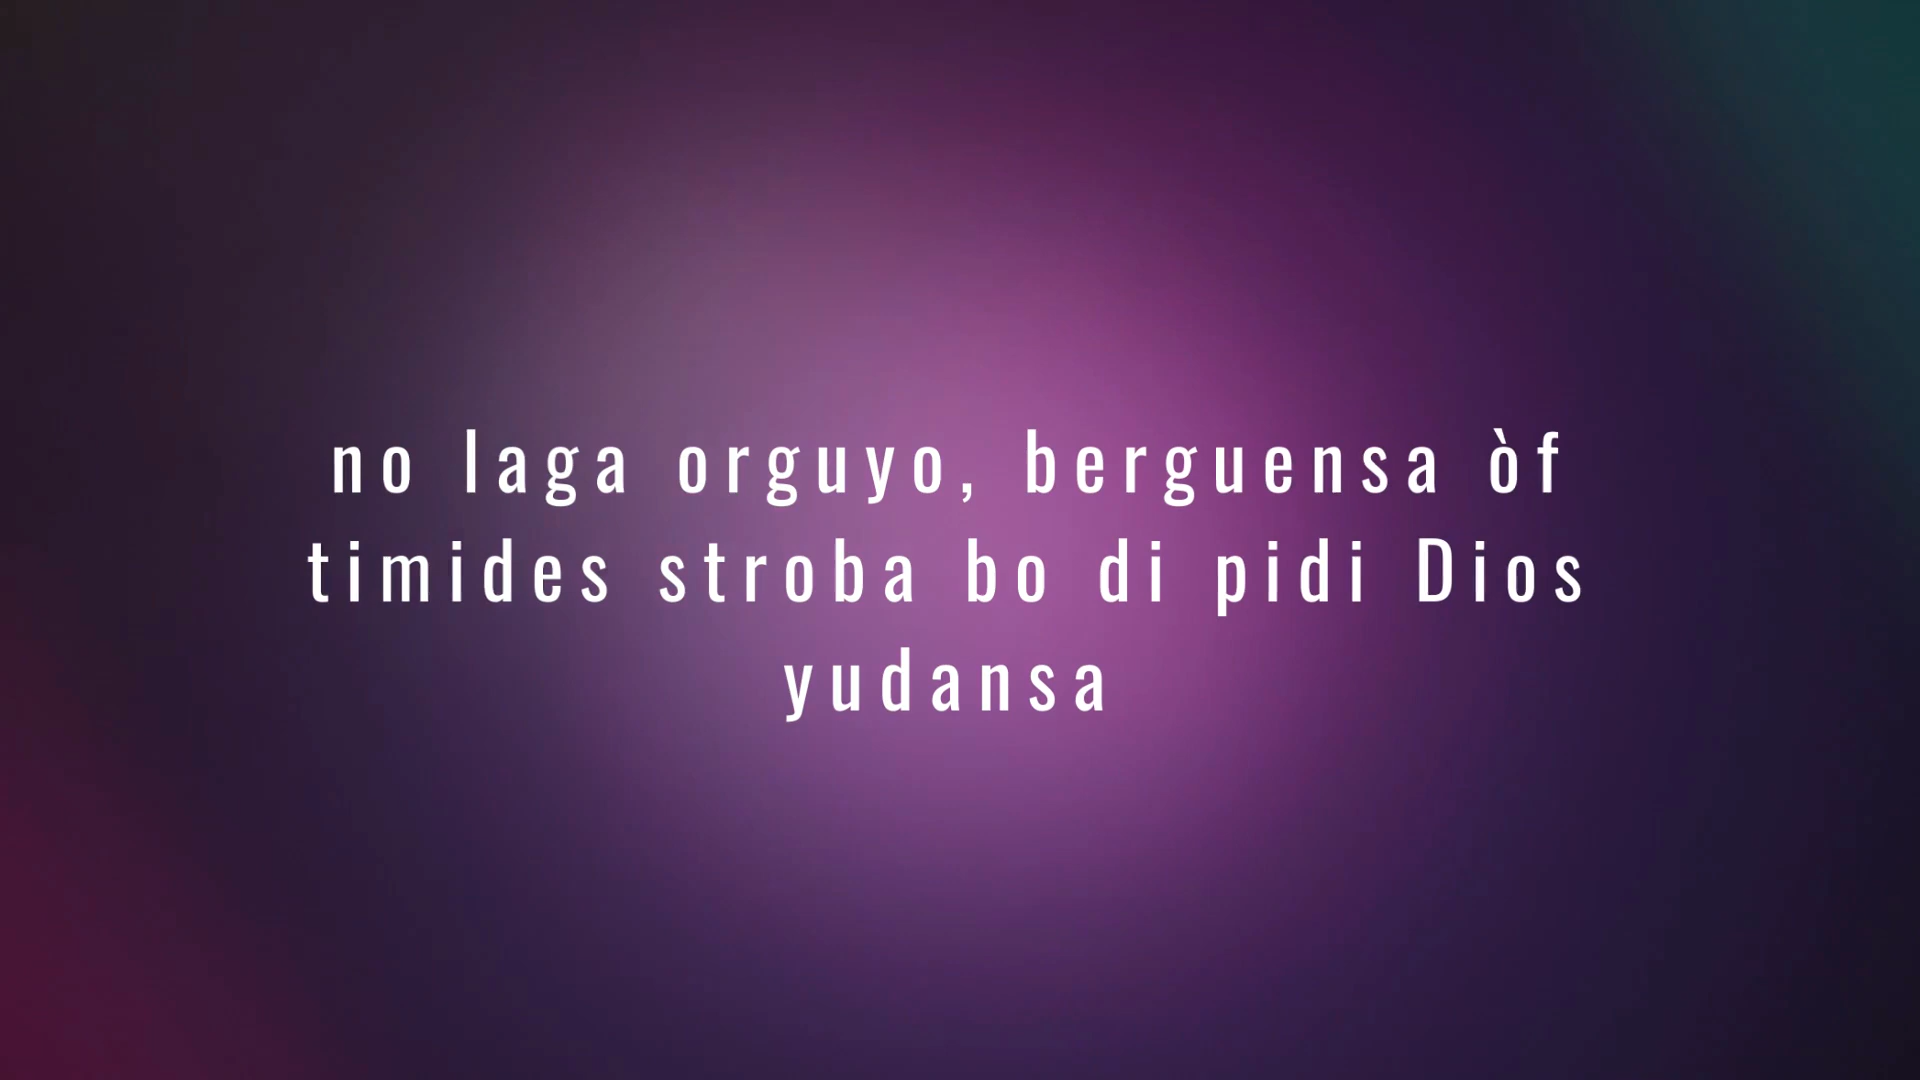 no laga orguyo, berguensa òf
timides stroba bo di pidi Dios
yudansa